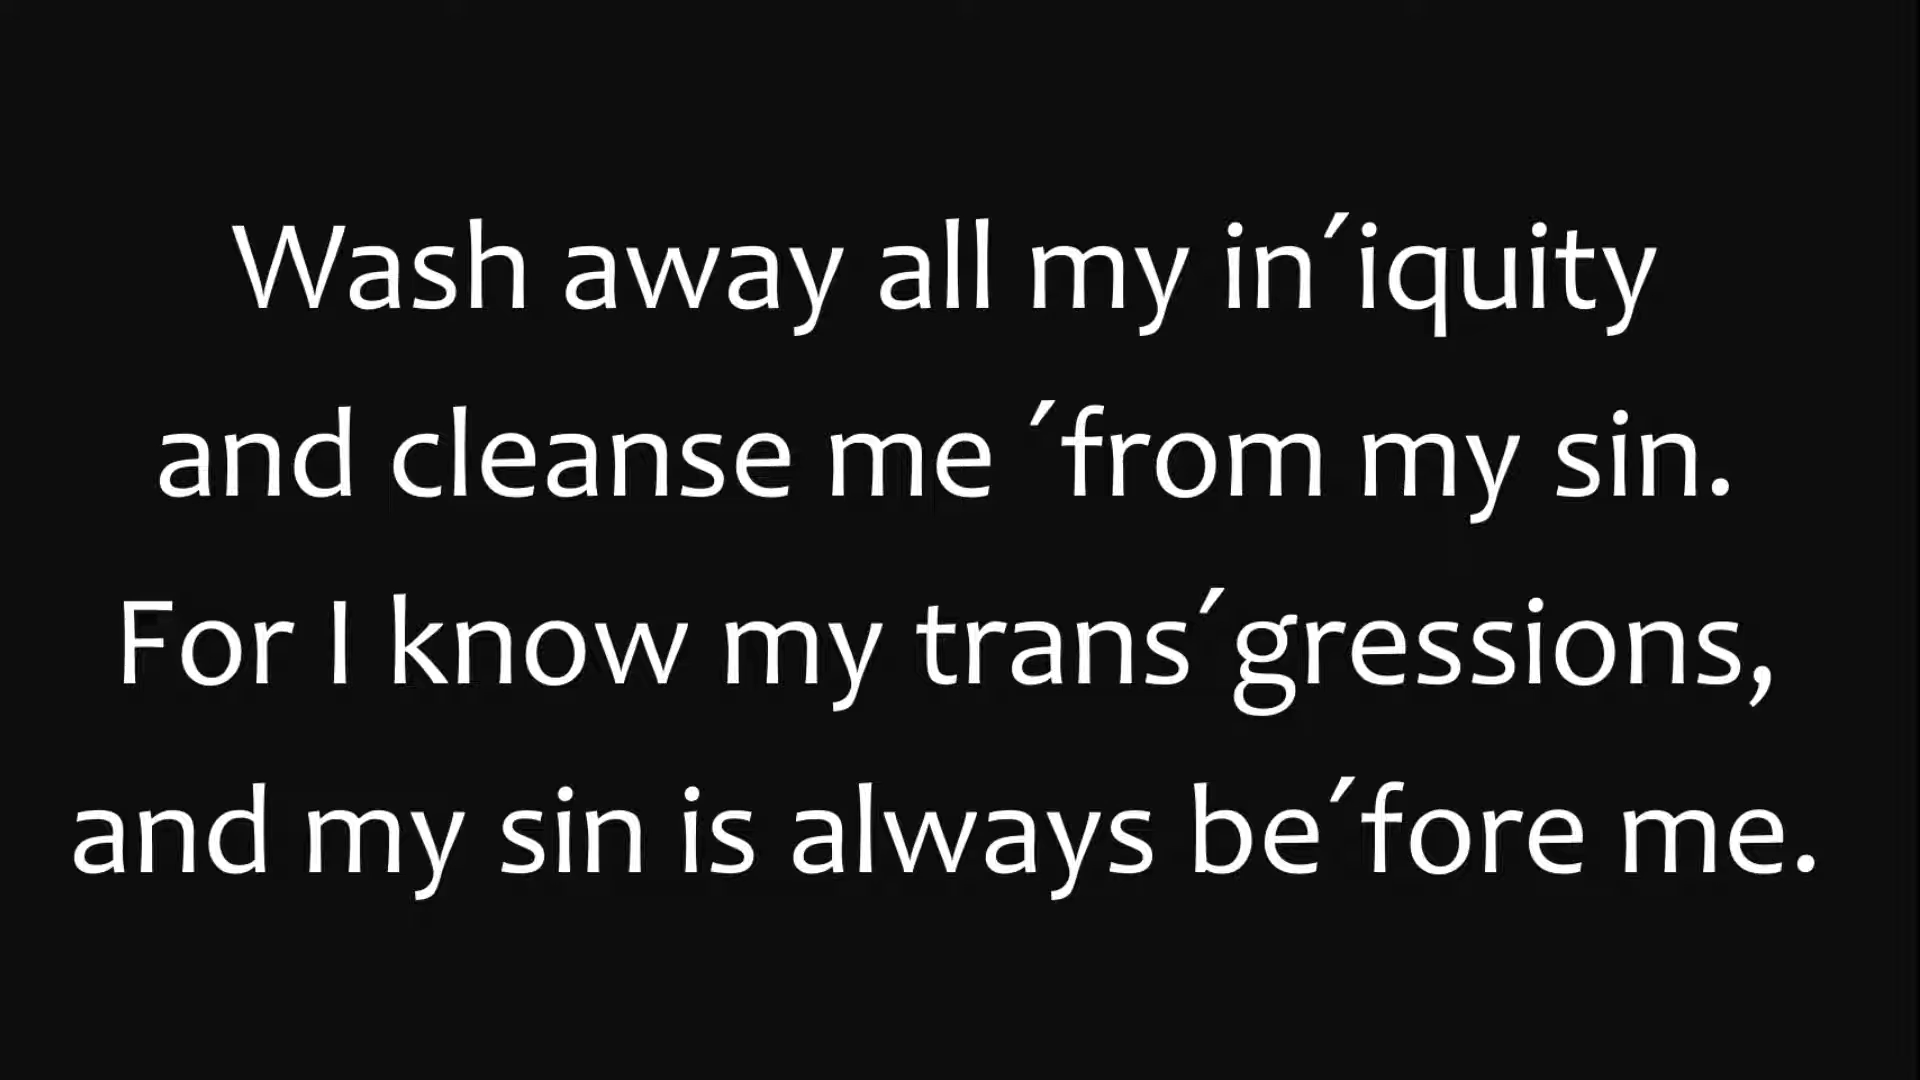 Wash away all my in´iquity
and cleanse me ´from my sin.
For I know my trans´gressions,
and my sin is always be´fore me.